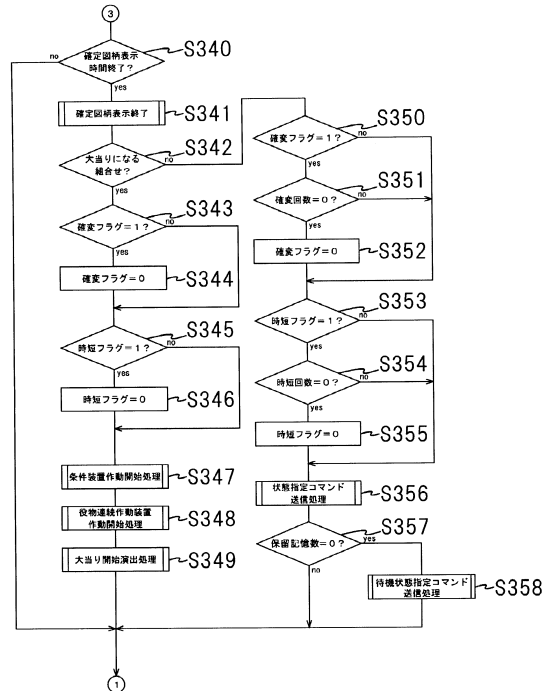 3
確定図柄表示
時間終了?
no
yes
S340
確定図柄表示終了
S341
大当りになる
組合せ?
no
yes
S342
確変フラグ=1?
no
yes
S343
確変フラグ=0
S344
時短フラグ=1?
no
yes
S345
時短フラグ=0
S346
条件装置作動開始処理
S347
役物連続作動装置
作動開始処理
S348
大当り開始演出処理
S349
確変フラグ=1?
no
yes
S350
確変回数=0?
no
yes
S351
確変フラグ=0
S352
時短フラグ=1?
no
yes
S353
時短回数=0?
no
yes
S354
時短フラグ=0
S355
状態指定コマンド
送信処理
S356
保留記憶数=0?
yes
no
S357
待機状態指定コマンド
送信処理
S358
1